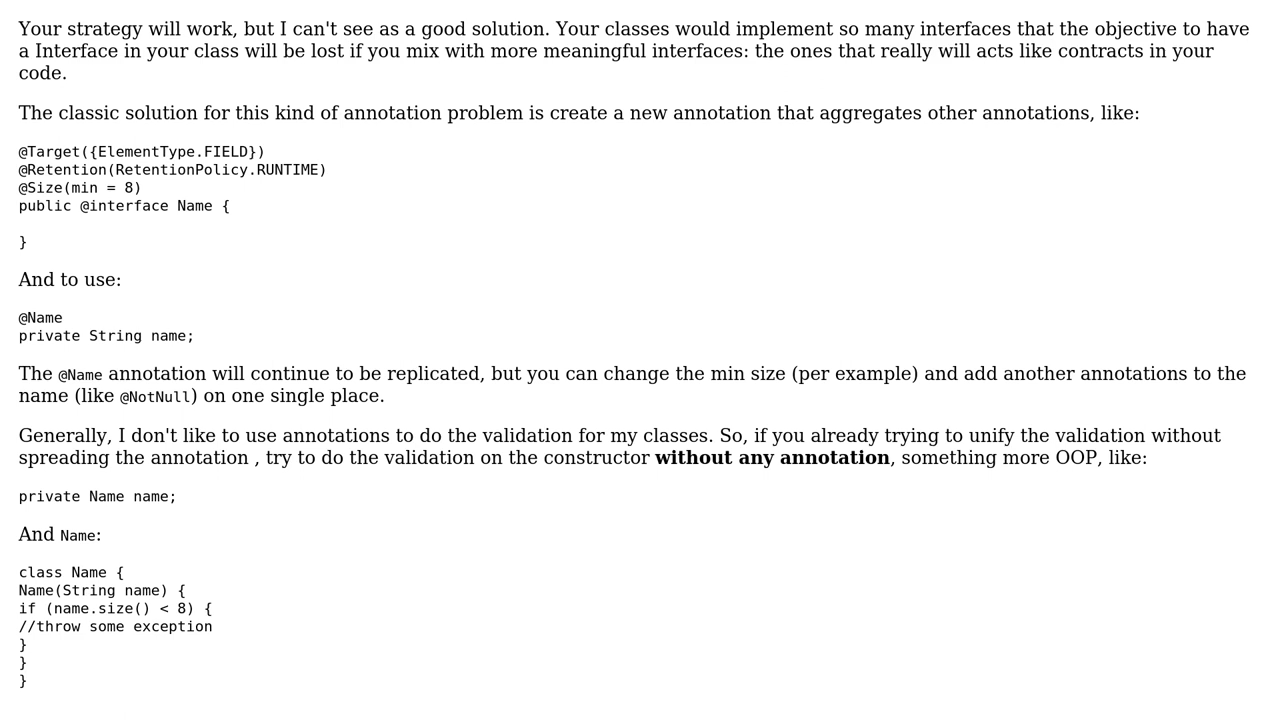 Your strategy will work, but I can't see as a good solution. Your classes would implement so many interfaces that the objective to have
a Interface in your class will be lost if you mix with more meaningful interfaces: the ones that really will acts like contracts in your
code.
The classic solution for this kind of annotation problem is create a new annotation that aggregates other annotations, like:
@Target({ElementType.FIELD})
@Retention(RetentionPolicy.RUNTIME)
@Size(min = 8)
public @interface Name {
}
And to use:
@Name
private String name;
The @Name annotation will continue to be replicated, but you can change the min size (per example) and add another annotations to the
name (like @NotNull) on one single place.
Generally, I don't like to use annotations to do the validation for my classes. So, if you already trying to unify the validation without
spreading the annotation , try to do the validation on the constructor without any annotation, something more OOP, like:
private Name name;
And Name:
class Name {
Name(String name) {
if (name.size() < 8) {
//throw some exception
}
}
}